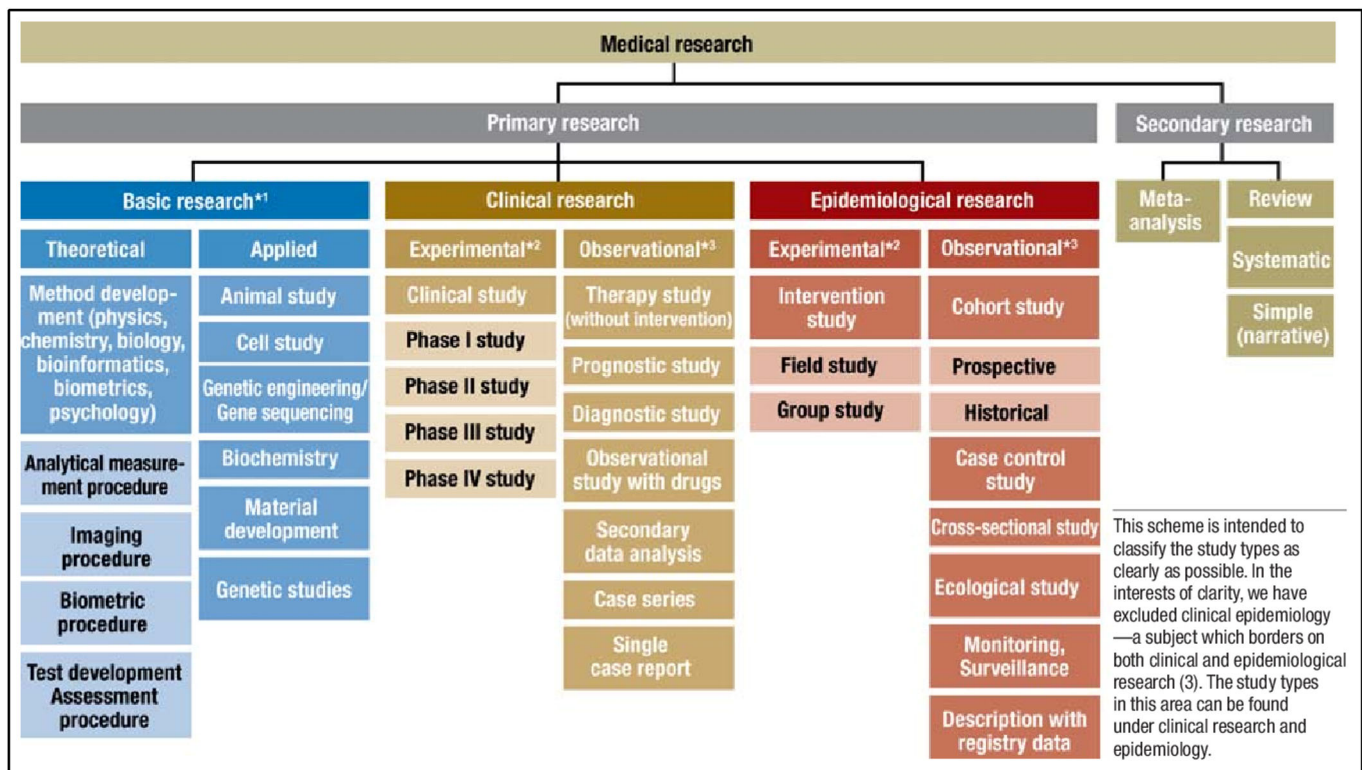 Medical research
Primary research
Secondary research
Basic research*1
Clinical research
Epidemiological research
Meta-
analysis
Review
Systematic
Simple
(narrative)
Theoretical
Method develop-
ment (physics,
chemistry, biology,
bioinformatics,
biometrics,
psychology)
Analytical measure-
ment procedure
Imaging
procedure
Biometric
procedure
Test development
Assessment
procedure
Applied
Animal study
Cell study
Genetic engineering/
Gene sequencing
Biochemistry
Material
development
Genetic studies
Experimental*2
Clinical study
Phase I study
Phase II study
Phase III study
Phase IV study
Observational*3
Therapy study
(without intervention)
Prognostic study
Diagnostic study
Observational
study with drugs
Secondary
data analysis
Case series
Single
case report
Experimental*2
Intervention
study
Field study
Group study
Observational*3
Cohort study
Prospective
Historical
Case control
study
Cross-sectional study
Ecological study
Monitoring,
Surveillance
Description with
registry data
This scheme is intended to
classify the study types as
clearly as possible. In the
interests of clarity, we have
excluded clinical epidemiology
—a subject which borders on
both clinical and epidemiological
research (3). The study types
in this area can be found
under clinical research and
epidemiology.